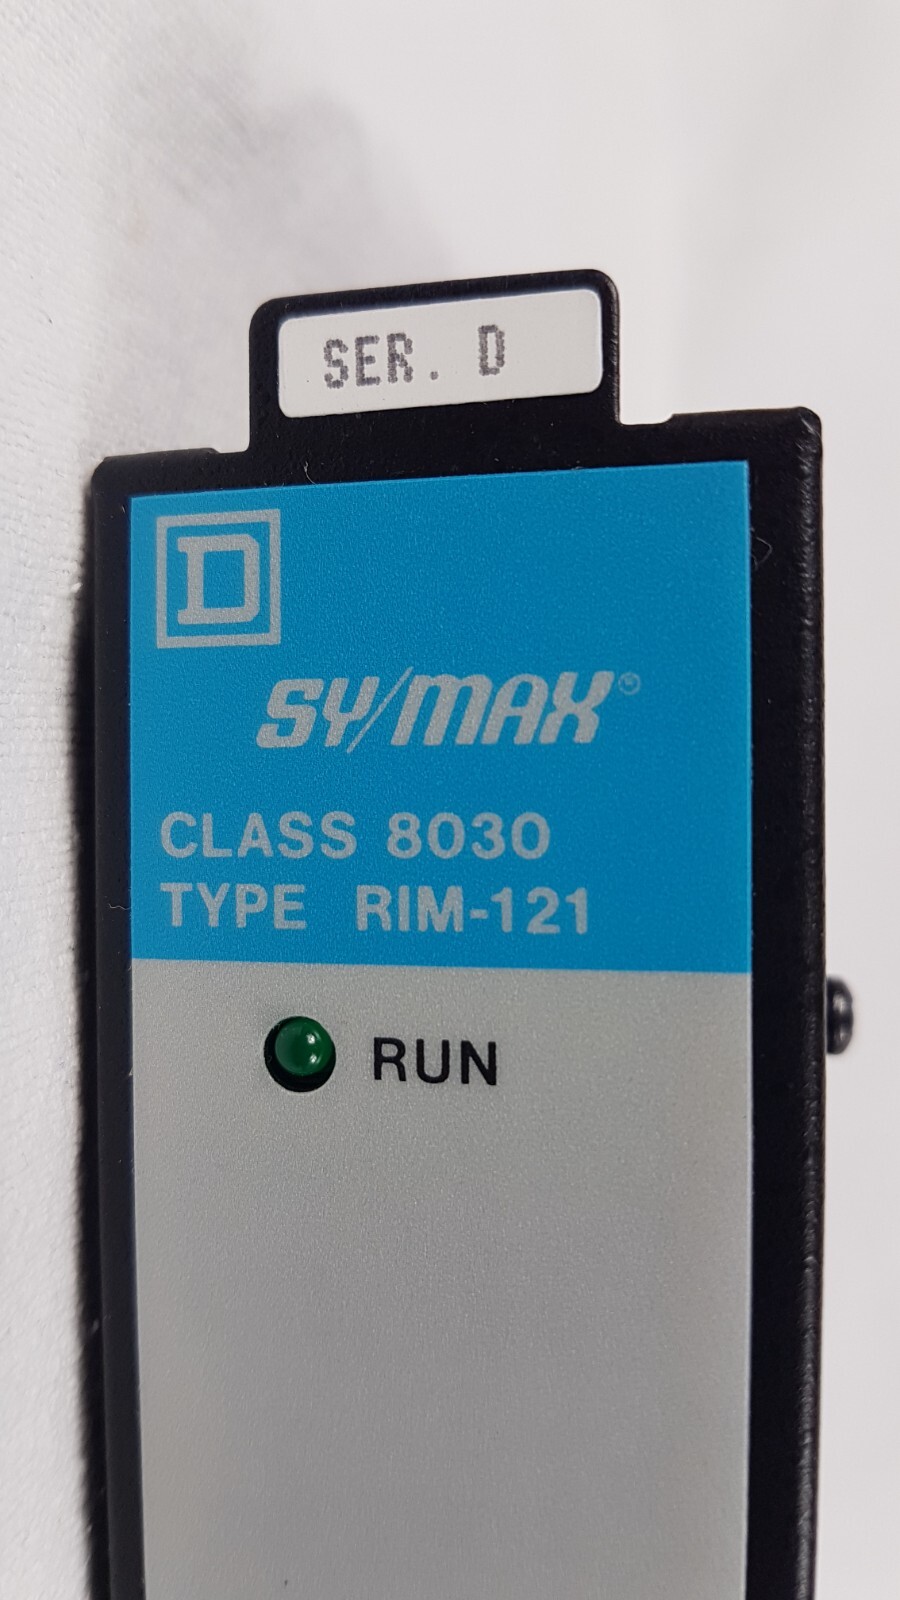 SER. D
D
SY/MAX®
CLASS 8030
TYPE RIM-121
RUN